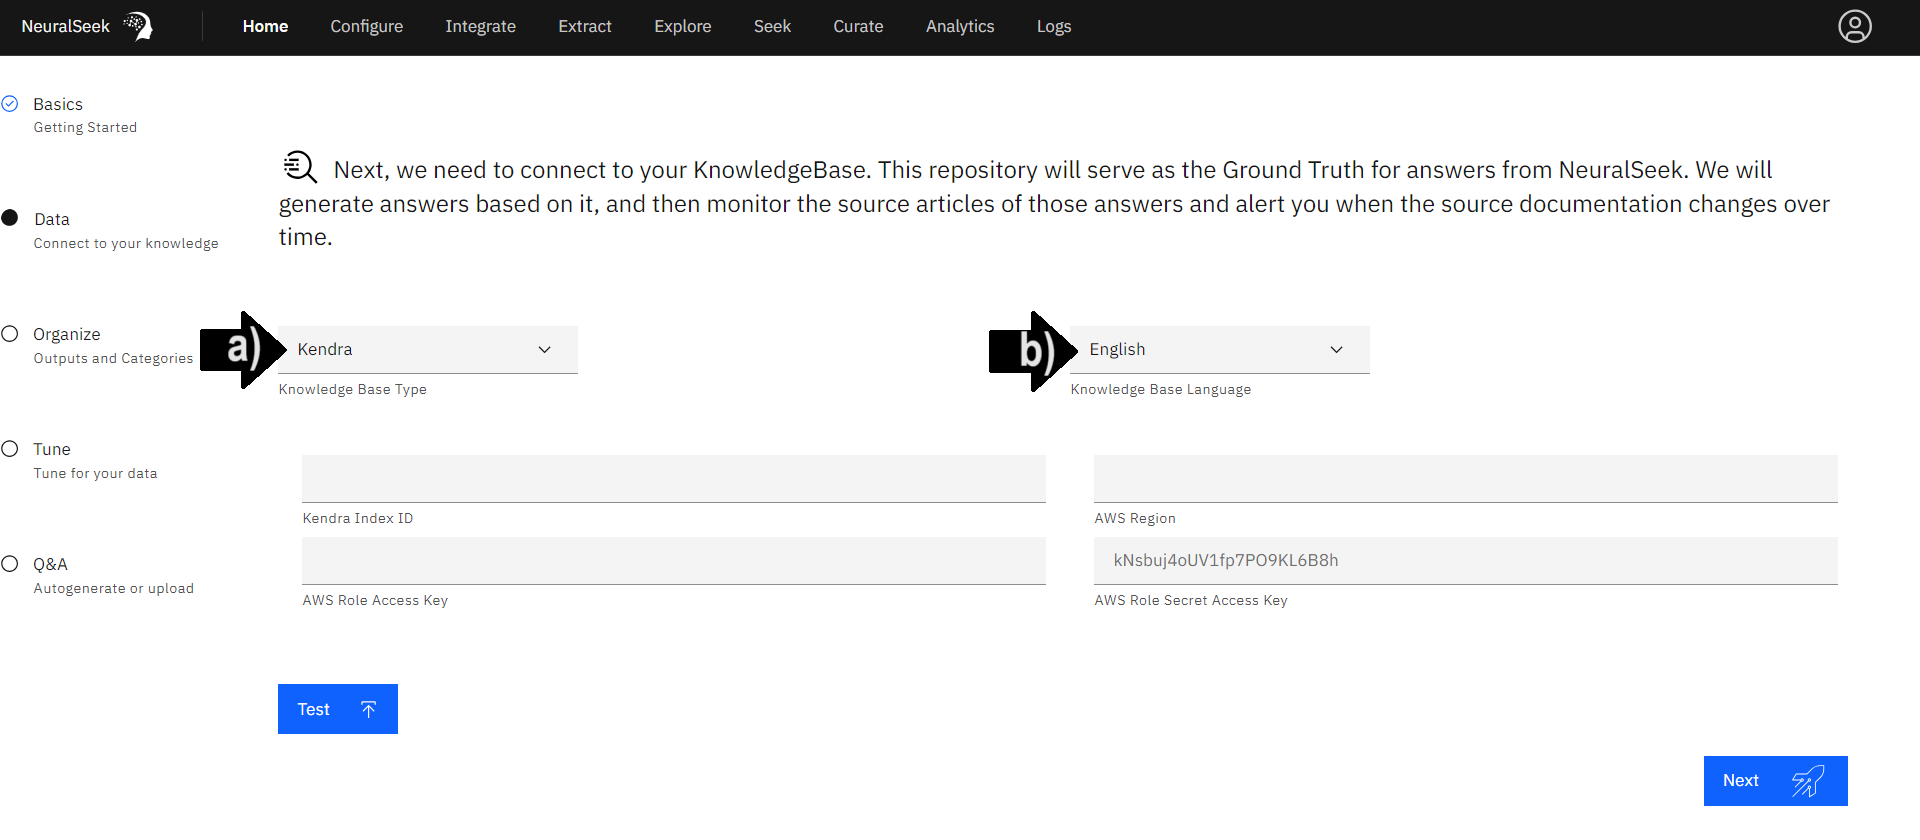 NeuralSeek
Home Configure Integrate Extract Explore Seek Curate Analytics Logs
Basics
Getting Started
Data
Connect to your knowledge
Organize
Outputs and Categories
Tune
Tune for your data
Q&A
Autogenerate or upload
Next, we need to connect to your KnowledgeBase. This repository will serve as the Ground Truth for answers from NeuralSeek. We will
generate answers based on it, and then monitor the source articles of those answers and alert you when the source documentation changes over
time.
a) Kendra
Knowledge Base Type
b) English
Knowledge Base Language
Kendra Index ID
AWS Region
AWS Role Access Key
kNsbuj4oUV1fp7PO9KL6B8h
AWS Role Secret Access Key
Test
Next